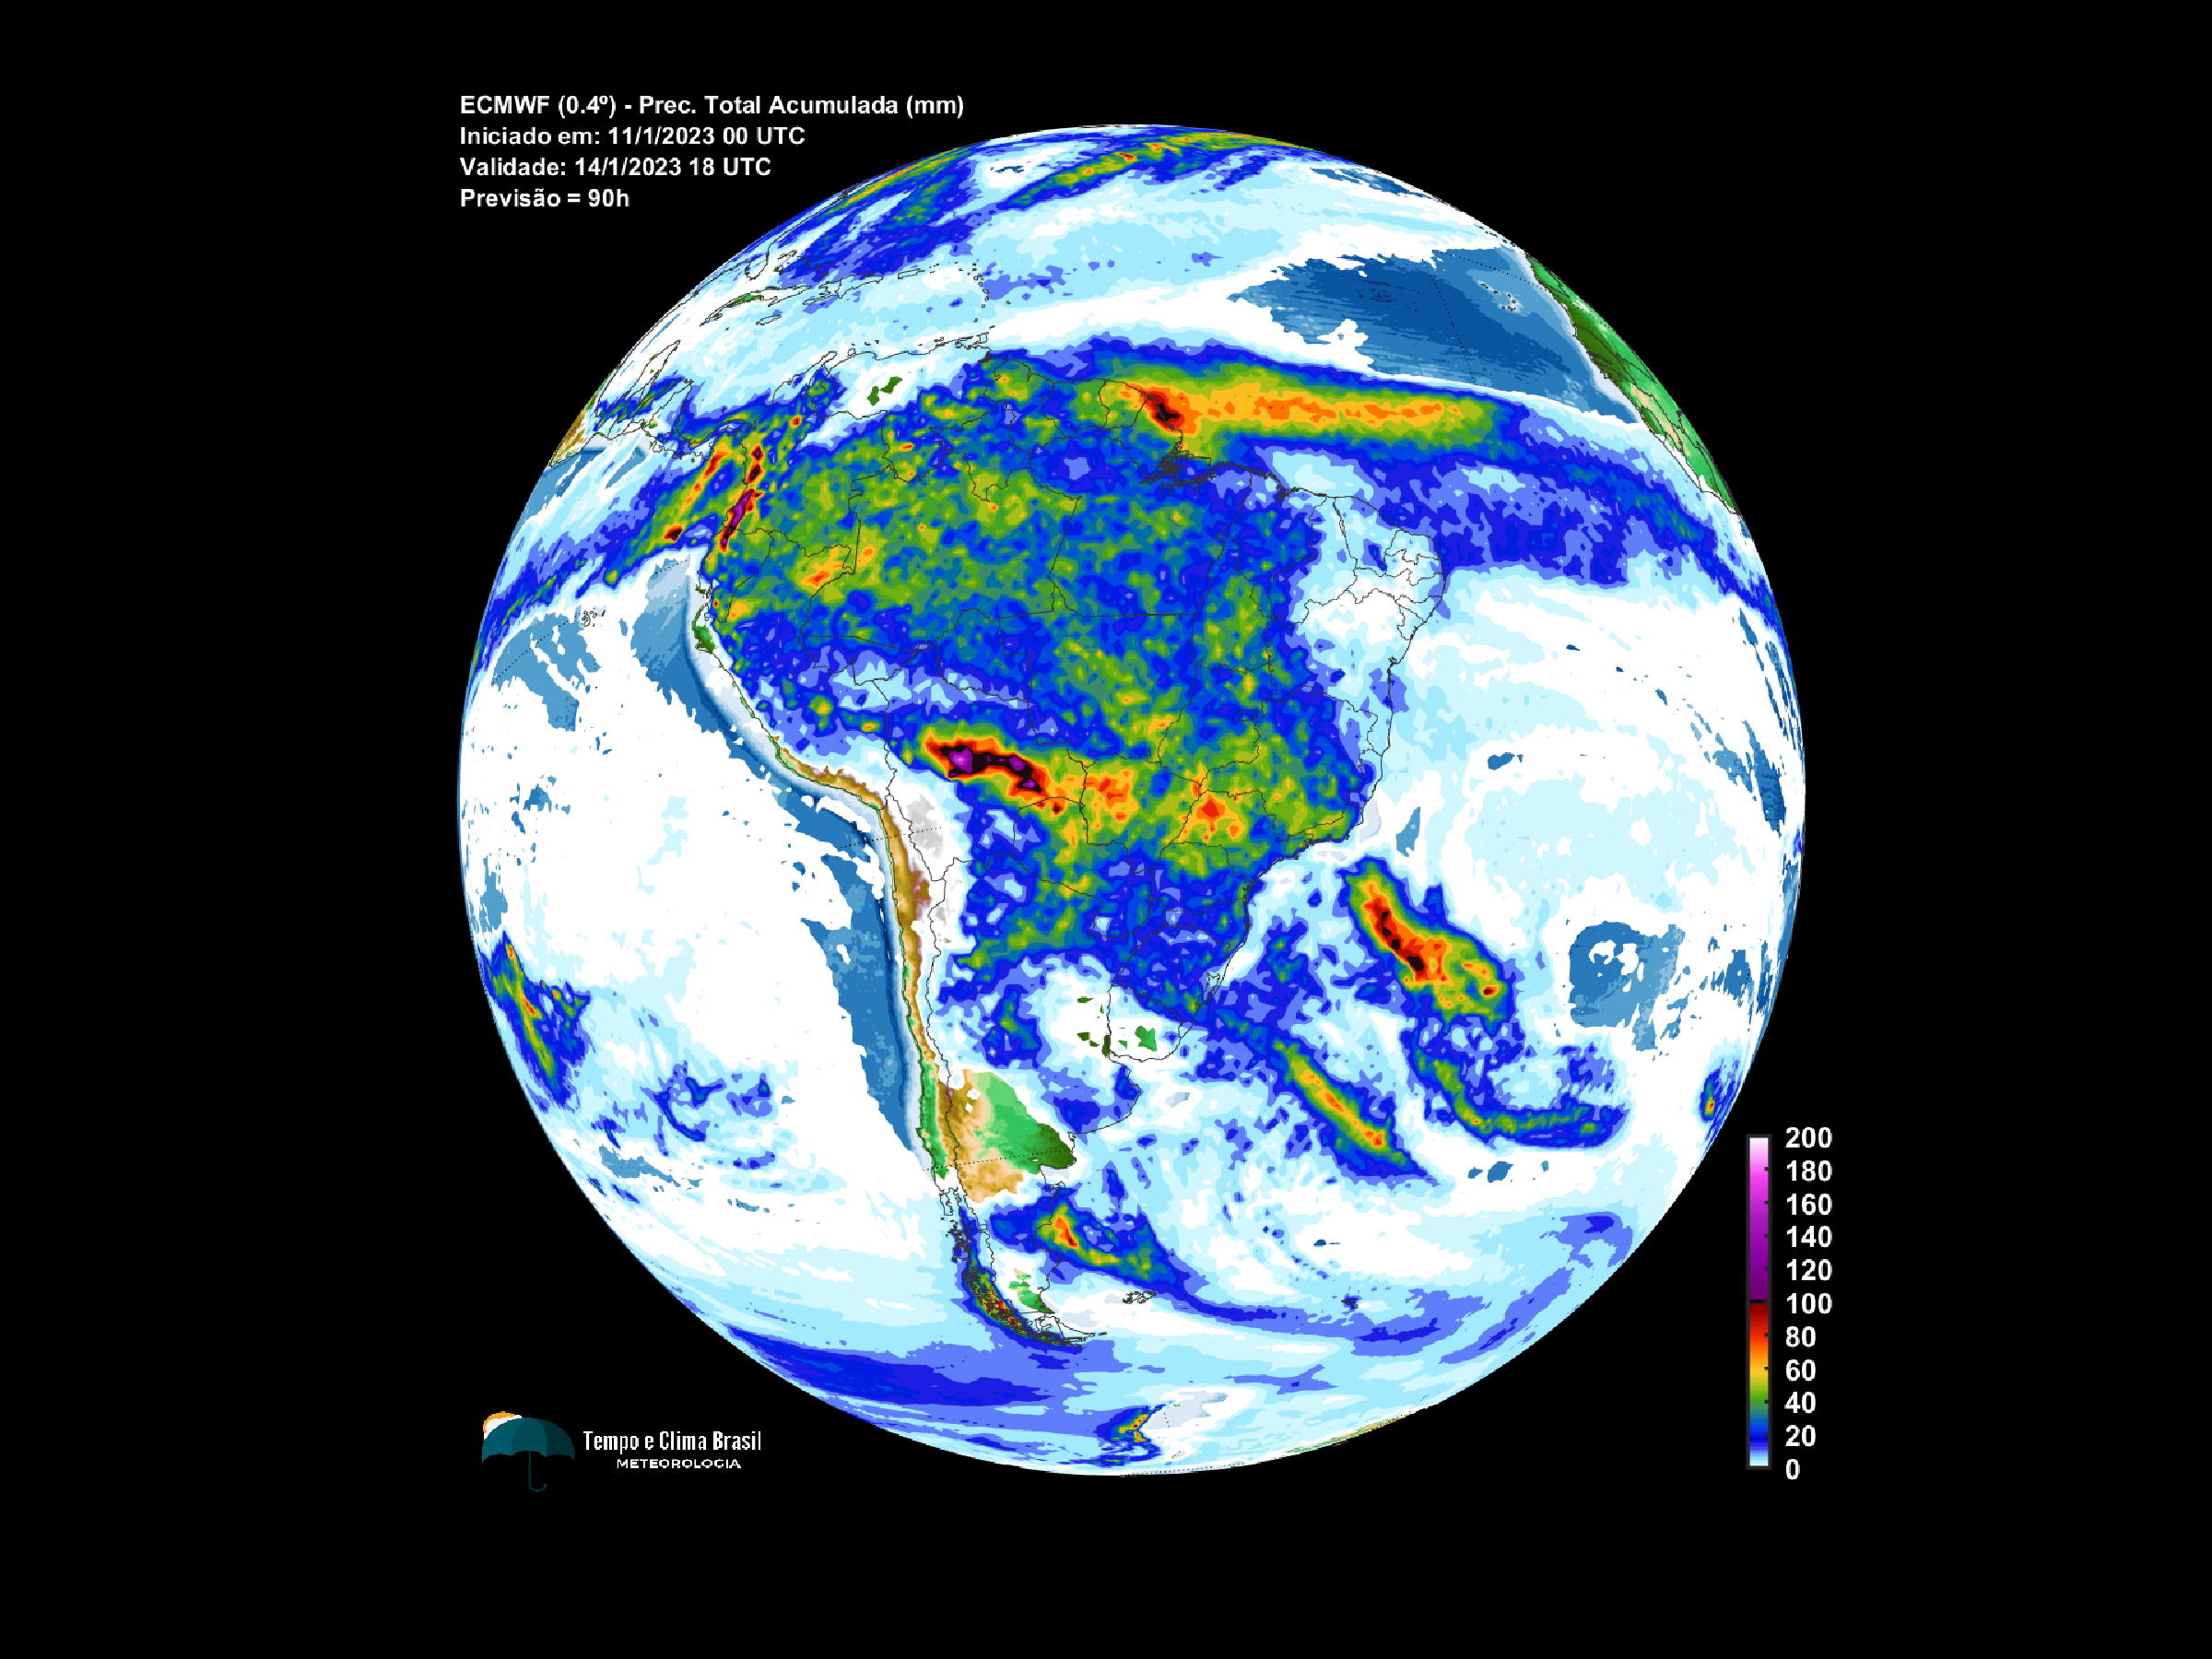 ECMWF (0.4º) - Prec. Total Acumulada (mm)
Iniciado em: 11/1/2023 00 UTC
Validade: 14/1/2023 18 UTC
Previsão = 90h
200
180
160
140
120
100
80
60
40
20
0
Tempo e Clima Brasil
METEOROLOGIA